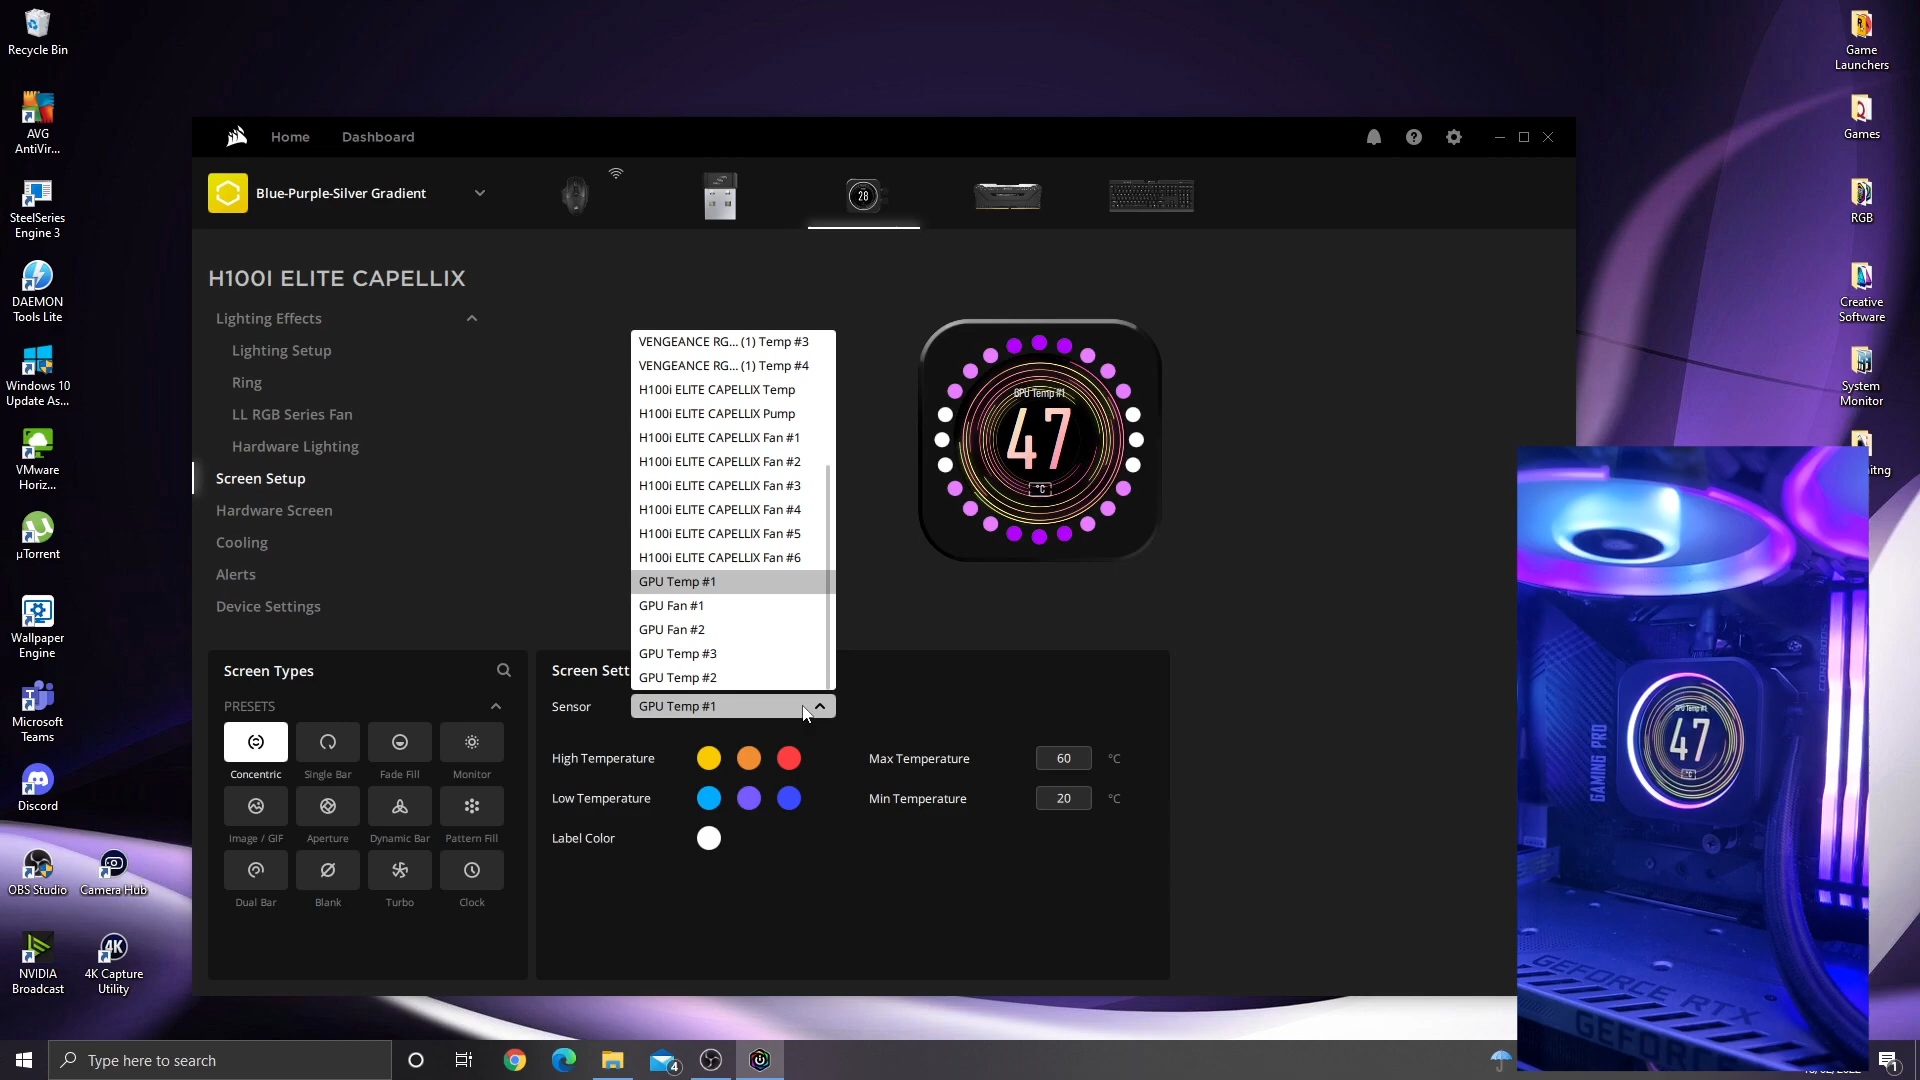 Recycle Bin
AVG
AntiVir...
SteelSeries
Engine 3
DAEMON
Tools Lite
Windows 10
Update As...
VMware
Horiz...
µTorrent
Wallpaper
Engine
Microsoft
Teams
Discord
OBS Studio
Camera Hub
NVIDIA
Broadcast
4K
4K Capture
Utility
Home
Dashboard
Blue-Purple-Silver Gradient
28
H100I ELITE CAPELLIX
Lighting Effects
Lighting Setup
Ring
LL RGB Series Fan
Hardware Lighting
Screen Setup
Hardware Screen
Cooling
Alerts
Device Settings
VENGEANCE RG... (1) Temp #3
VENGEANCE RG... (1) Temp #4
H100i ELITE CAPELLIX Temp
H100i ELITE CAPELLIX Pump
H100i ELITE CAPELLIX Fan #1
H100i ELITE CAPELLIX Fan #2
H100i ELITE CAPELLIX Fan #3
H100i ELITE CAPELLIX Fan #4
H100i ELITE CAPELLIX Fan #5
H100i ELITE CAPELLIX Fan #6
GPU Temp #1
GPU Fan #1
GPU Fan #2
GPU Temp #3
GPU Temp #2
GPU Temp #1
47
°C
Screen Types
PRESETS
Concentric
Single Bar
Fade Fill
Monitor
Image / GIF
Aperture
Dynamic Bar
Pattern Fill
Dual Bar
Blank
Turbo
Clock
Screen Sett
Sensor
GPU Temp #1
High Temperature
Max Temperature
60
°C
Low Temperature
Min Temperature
20
°C
Label Color
Game
Launchers
Games
RGB
Creative
Software
System
Monitor
GAMING PRO
GPU Temp #1
47
°C
GEFORCE RTX
GEFORC
Type here to search
4
1